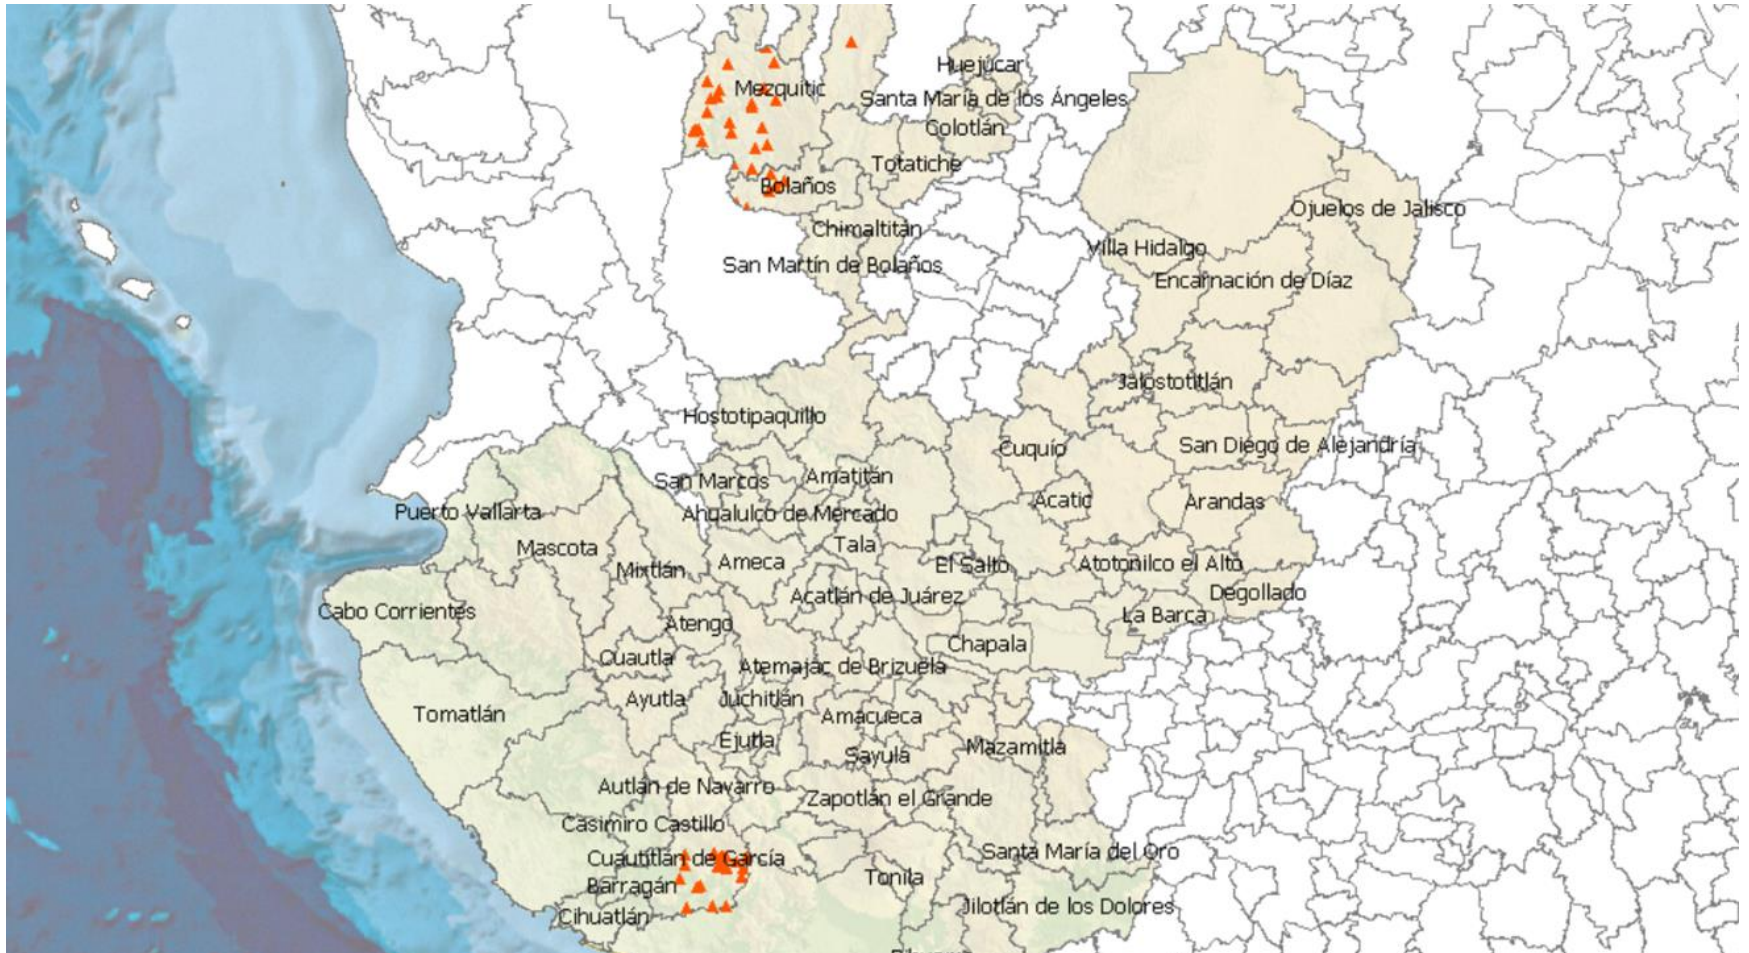 Huejúcar
Mezquitic
Santa María de los Ángeles
Colotlán
Totatiche
Bolaños
Ojuelos de Jalisco
Chimaltitán
Villa Hidalgo
San Martín de Bolaños
Encarnación de Díaz
Jalostotitlán
Hostotipaquillo
Cuquío
San Diego de Alejandría
San Marcos
Amatitán
Acatic
Arandas
Puerto Vallarta
Ahualulco de Mercado
Mascota
Tala
Mixtlán
Ameca
El Salto
Atotonilco el Alto
Acatlán de Juárez
Degollado
Cabo Corrientes
La Barca
Atengo
Chapala
Cuautla
Atemajac de Brizuela
Ayutla
Juchitlán
Tomatlán
Amacueca
Ejutla
Sayula
Mazamitla
Autlán de Navarro
Zapotlán el Grande
Casimiro Castillo
Santa María del Oro
Cuautitlán de García
Barragán
Tonila
Cihuatlán
Jilotlán de los Dolores